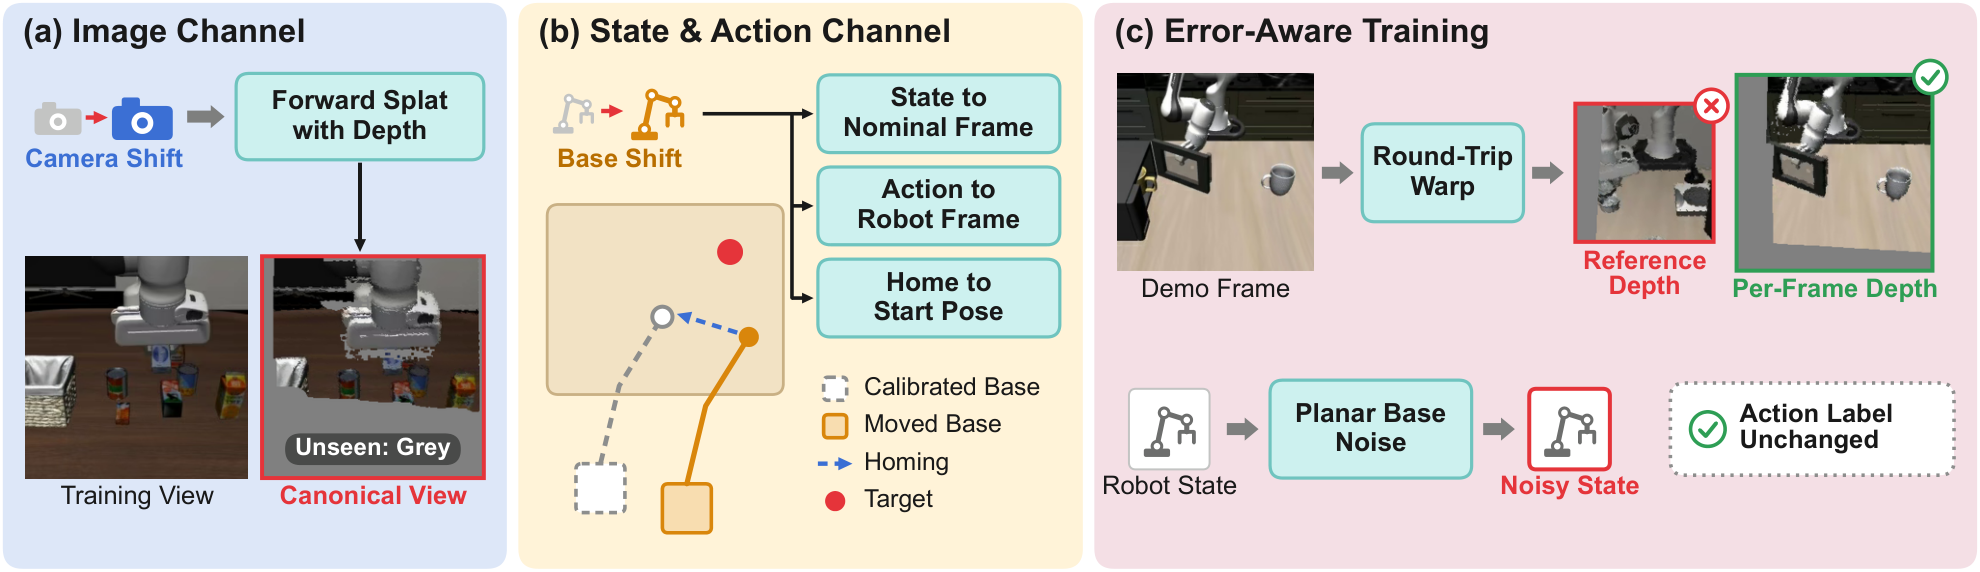 (a) Image Channel
Camera Shift
Forward Splat
with Depth
Training View
Unseen: Grey
Canonical View
(b) State & Action Channel
Base Shift
State to
Nominal Frame
Action to
Robot Frame
Home to
Start Pose
Calibrated Base
Moved Base
Homing
Target
(c) Error-Aware Training
Demo Frame
Round-Trip
Warp
Reference
Depth
Per-Frame Depth
Robot State
Planar Base
Noise
Noisy State
Action Label
Unchanged